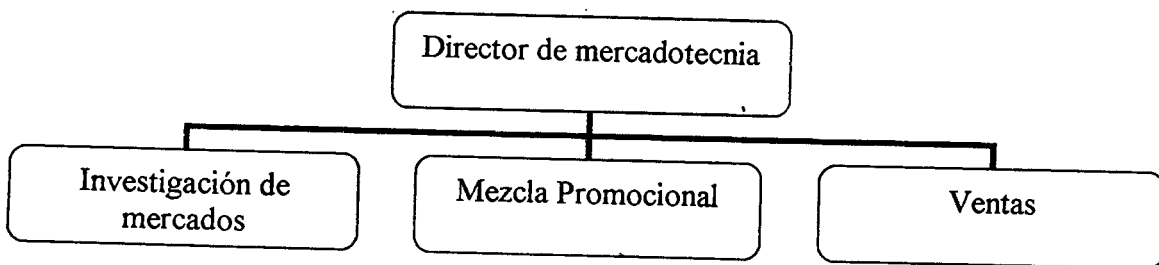 Director de mercadotecnia
Investigación de
mercados
Mezcla Promocional
Ventas